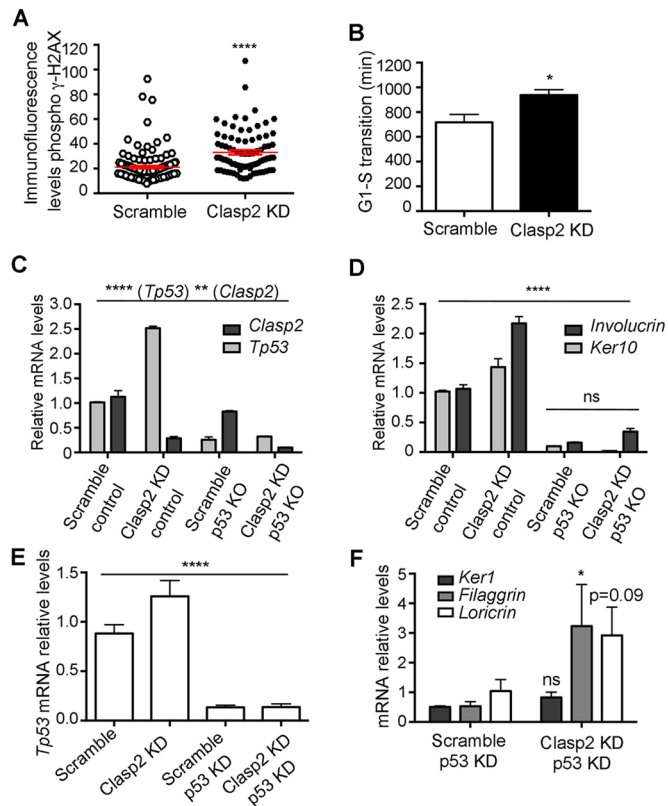 A
Immunofluorescence
levels phospho γ-H2AX
120
100
80
60
40
20
0
****
Scramble
Clasp2 KD
B
G1-S transition (min)
1200
1000
800
600
400
200
0
*
Scramble
Clasp2 KD
C
**** (Tp53) ** (Clasp2)
Relative mRNA levels
3.0
2.5
2.0
1.5
1.0
0.5
0
Clasp2
Tp53
Scramble
control
Clasp2 KD
control
Scramble
p53 KO
Clasp2 KD
p53 KO
D
****
Relative mRNA levels
2.5
2.0
1.5
1.0
0.5
0
Involucrin
Ker10
ns
Scramble
control
Clasp2 KD
control
Scramble
p53 KO
Clasp2 KD
p53 KO
E
****
Tp53 mRNA relative levels
1.5
1.0
0.5
0.0
Scramble
Clasp2 KD
Scramble
p53 KD
Clasp2 KD
p53 KD
F
mRNA relative levels
5
4
3
2
1
0
Ker1
Filaggrin
Loricrin
ns
*
p=0.09
Scramble
p53 KD
Clasp2 KD
p53 KD